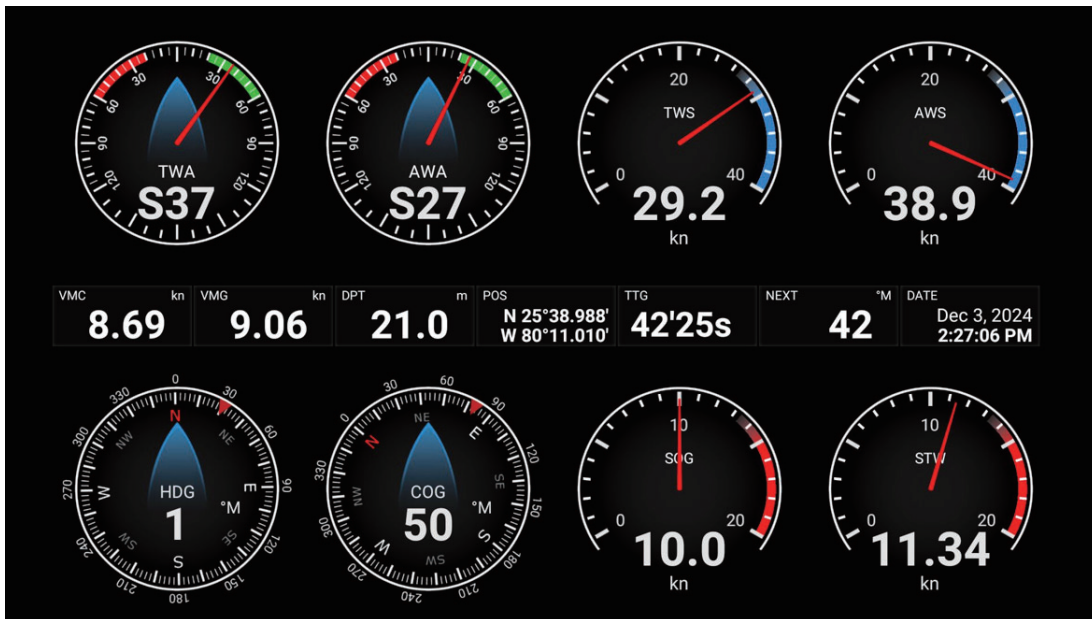 30 30
60 60
90 90
120 120
TWA
S37
30 30
60 60
90 90
120 120
AWA
S27
20
TWS
0 40
29.2
kn
20
AWS
0 40
38.9
kn
VMC kn
8.69
VMG kn
9.06
DPT m
21.0
POS
N 25°38.988'
W 80°11.010'
TTG
42'25s
NEXT °M
42
DATE
Dec 3, 2024
2:27:06 PM
0 30 60 90 120 150 180 210 240 270 300 330
N NE E SE S SW W NW
HDG
°M
1
0 30 60 90 120 150 180 210 240 270 300 330
N NE E SE S SW W NW
COG
°M
50
10
SOG
0 20
10.0
kn
10
STW
0 20
11.34
kn